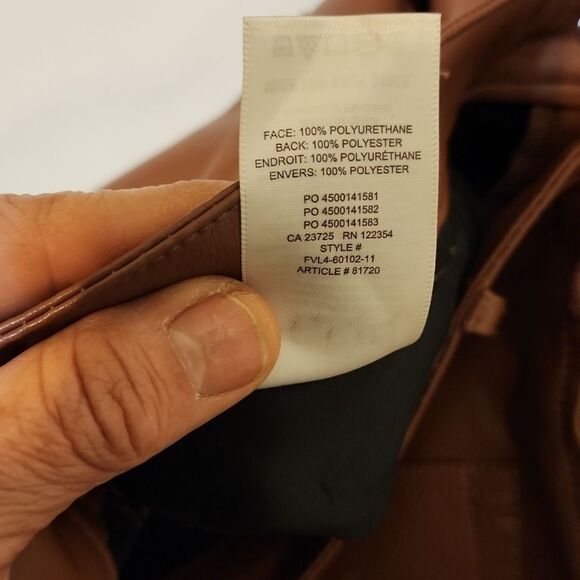 FACE: 100% POLYURETHANE
BACK: 100% POLYESTER
ENDROIT: 100% POLYURÉTHANE
ENVERS: 100% POLYESTER
PO 4500141581
PO 4500141582
PO 4500141583
CA 23725 RN 122354
STYLE #
FVL4-60102-11
ARTICLE # 81720